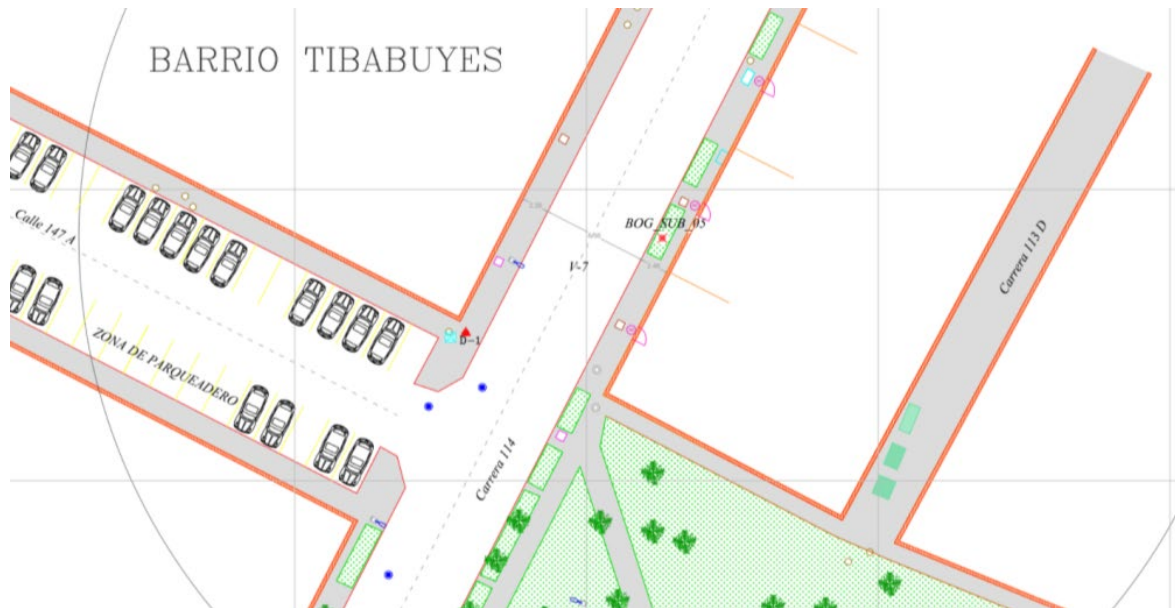 BARRIO TIBABUYES
Calle 147 A
BOG_SUB_05
V-7
Carrera 113 D
D-1
ZONA DE PARQUEADERO
Carrera 114